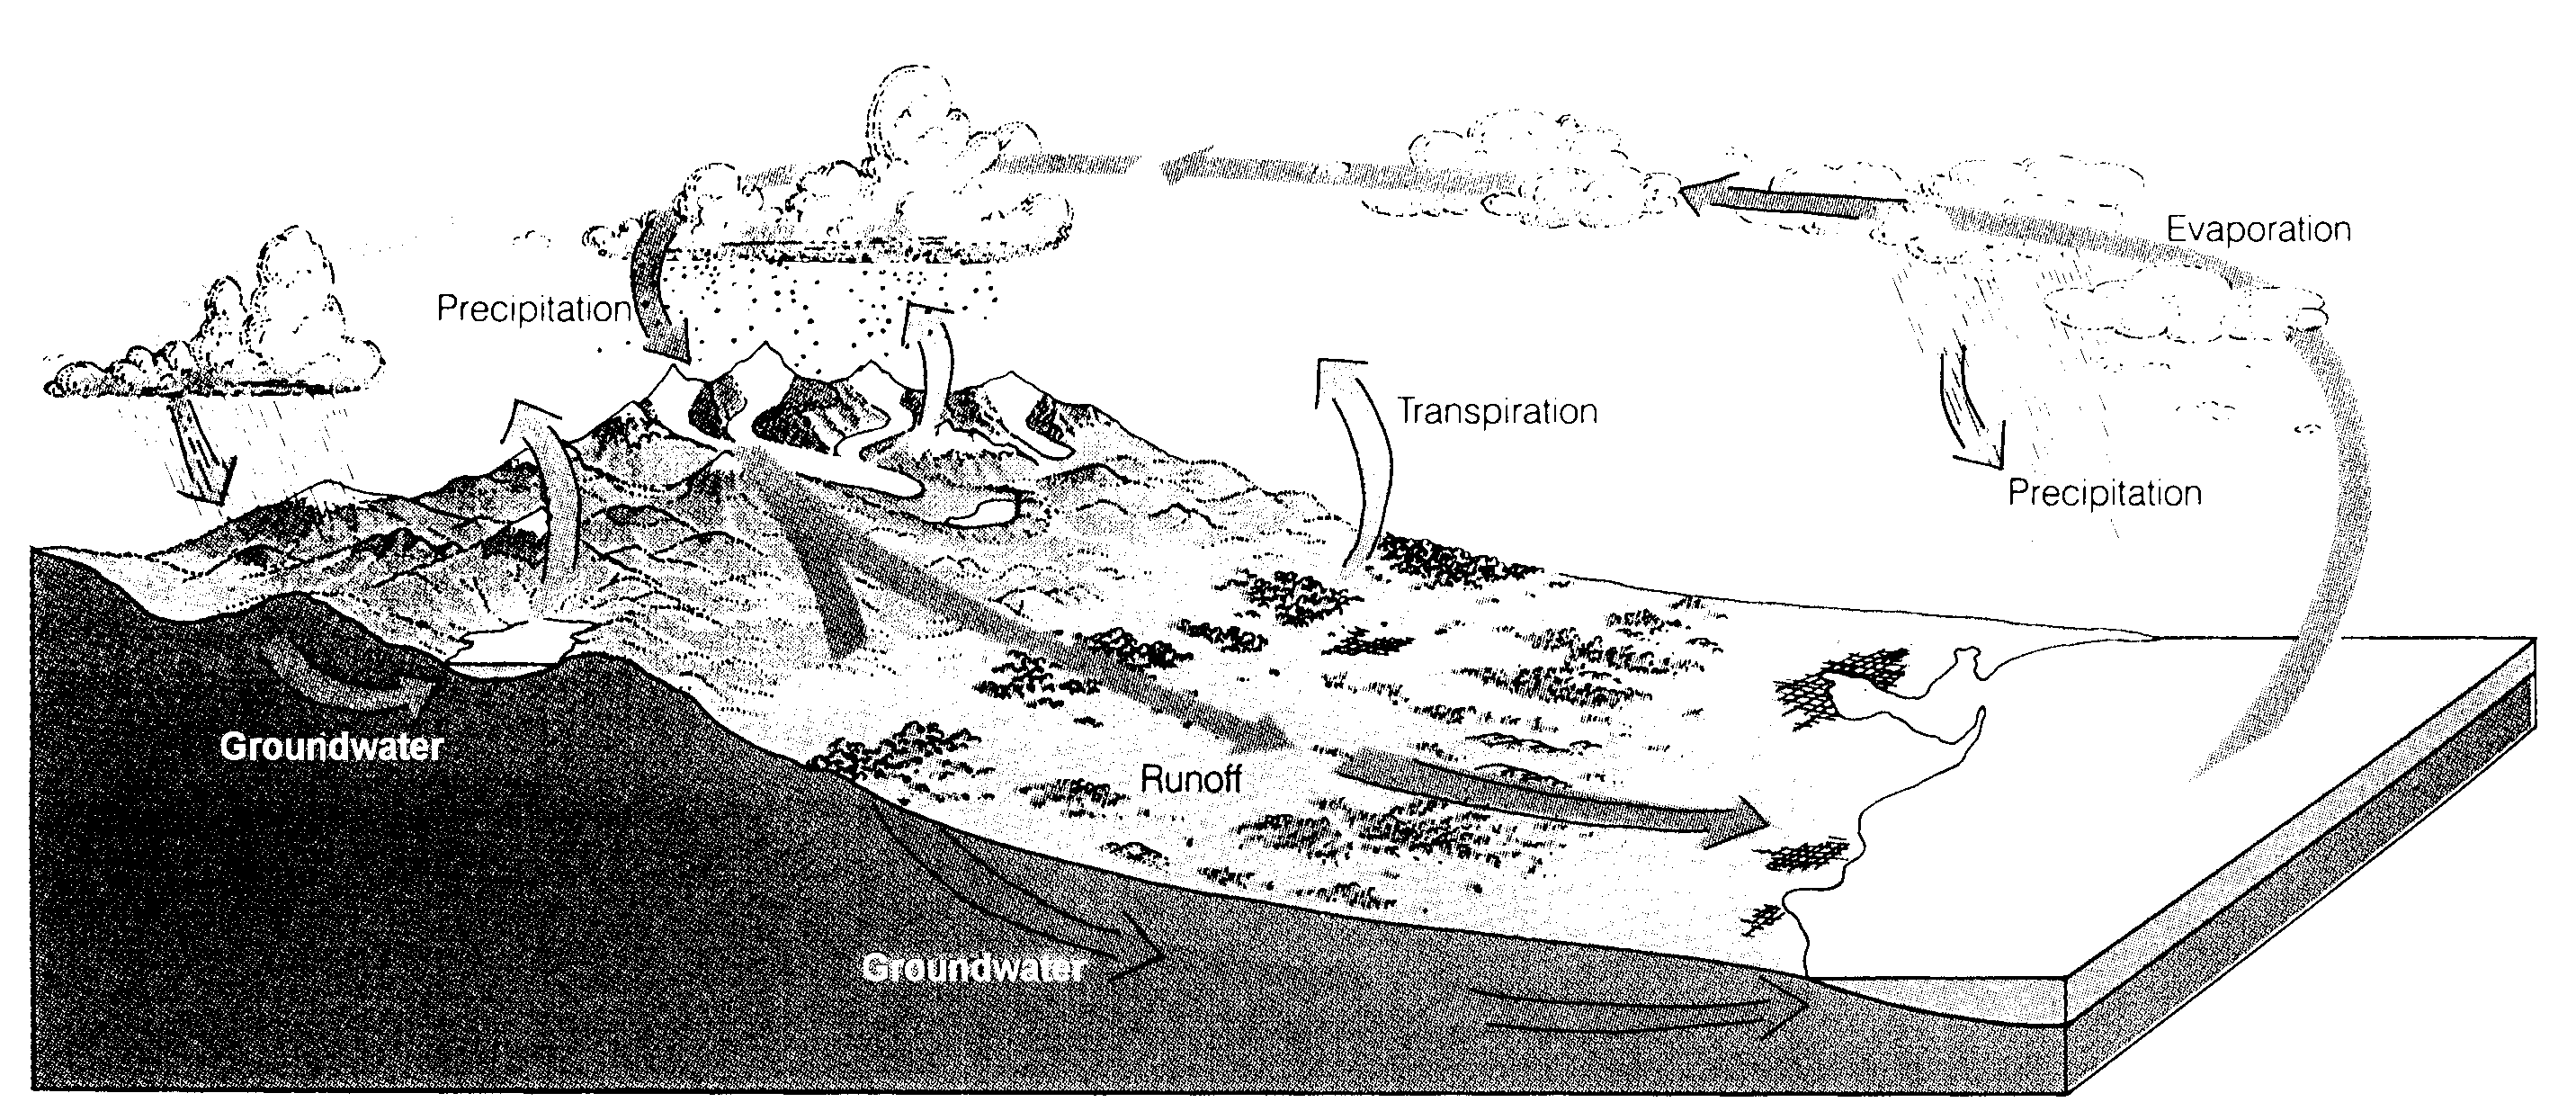 Evaporation
Precipitation
Transpiration
Precipitation
Groundwater
Runoff
Groundwater